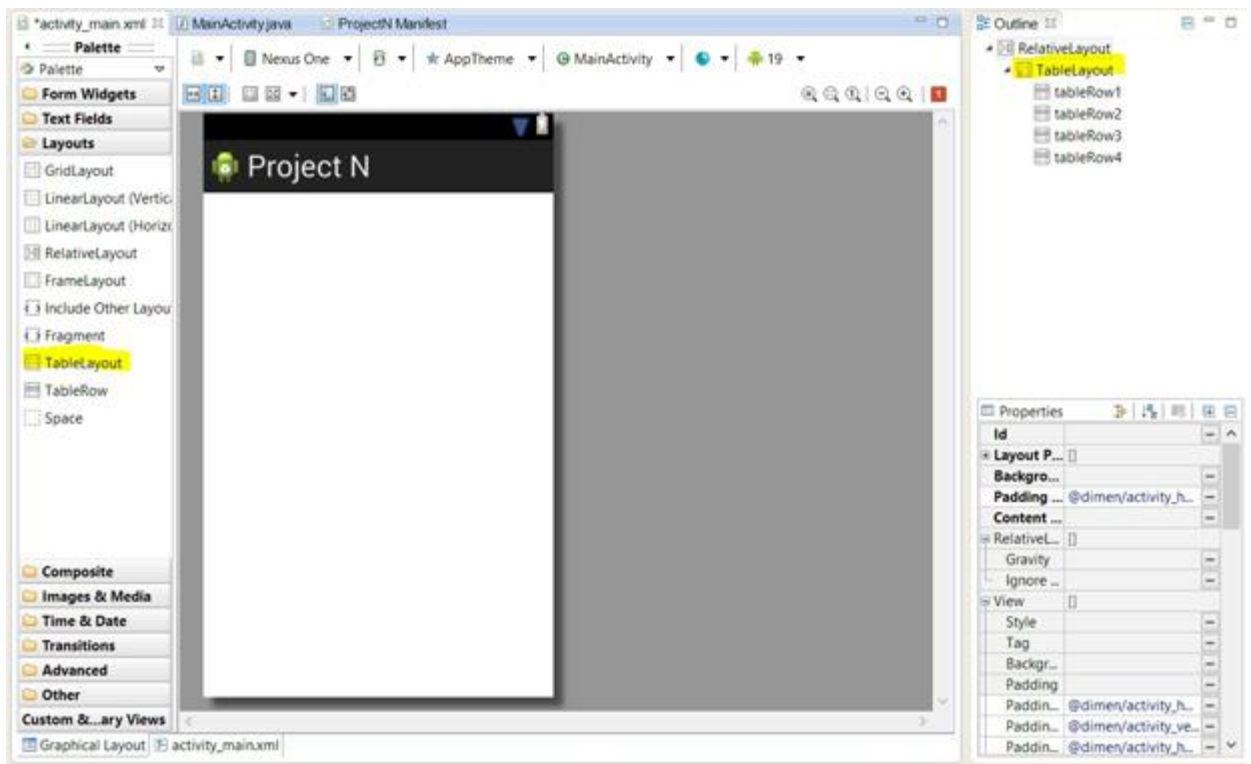 *activity_main.xml
MainActivity.java
ProjectN Manifest
Palette
Palette
Form Widgets
Text Fields
Layouts
GridLayout
LinearLayout (Vertic
LinearLayout (Horizo
RelativeLayout
FrameLayout
Include Other Layou
Fragment
TableLayout
TableRow
Space
Composite
Images & Media
Time & Date
Transitions
Advanced
Other
Custom &...ary Views
Graphical Layout
activity_main.xml
Nexus One
AppTheme
MainActivity
19
1
Project N
Outline
RelativeLayout
TableLayout
tableRow1
tableRow2
tableRow3
tableRow4
Properties
Id
Layout P... []
Backgro...
Padding ... @dimen/activity_h...
Content ...
RelativeL... []
Gravity
Ignore ...
View []
Style
Tag
Backgr...
Padding
Paddin... @dimen/activity_h...
Paddin... @dimen/activity_ve...
Paddin... @dimen/activity_h...